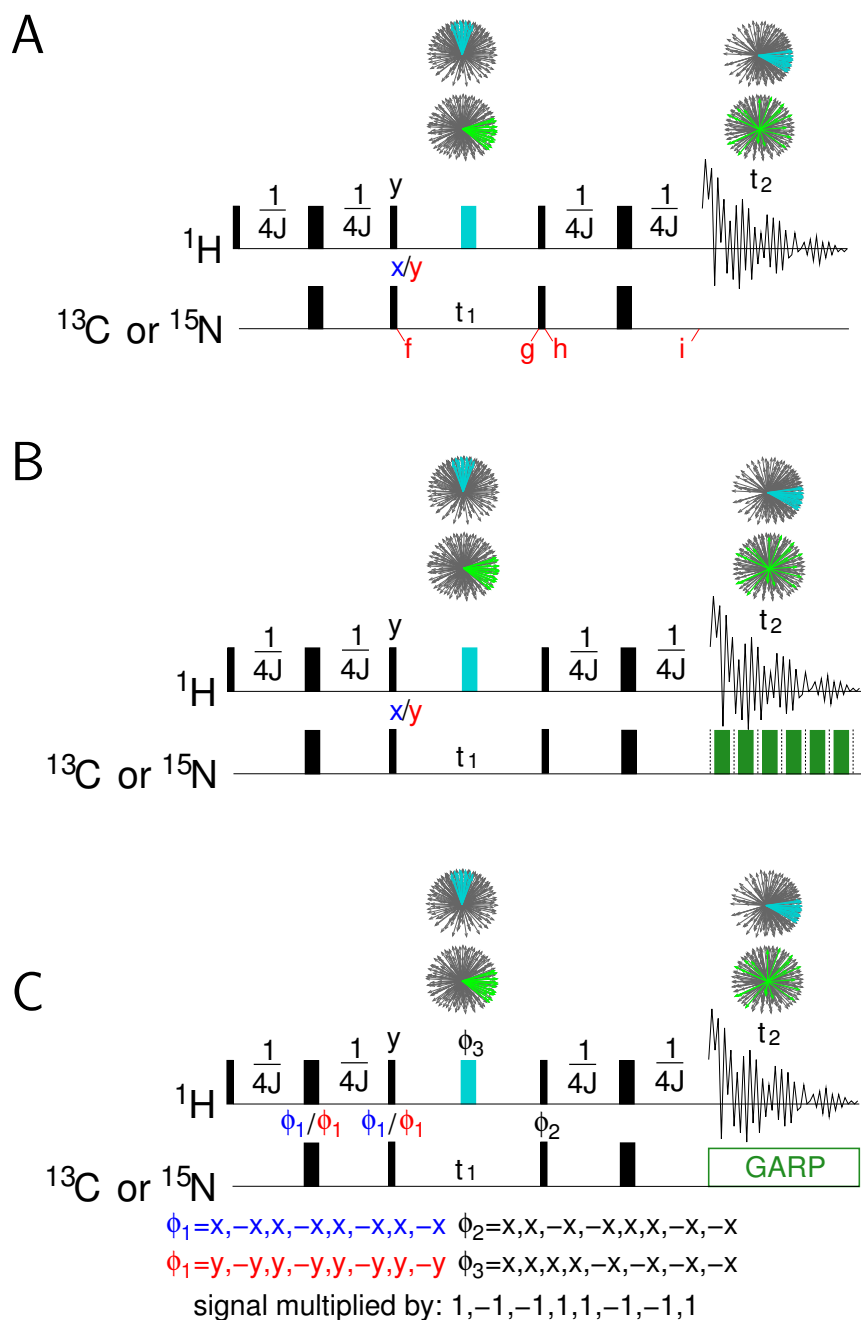 A
1/4J 1/4J y 1/4J 1/4J t2
1H
x/y
13C or 15N t1
f g h i
B
1/4J 1/4J y 1/4J 1/4J t2
1H
x/y
13C or 15N t1
C
1/4J 1/4J y ϕ3 1/4J 1/4J t2
1H
ϕ1/ϕ1 ϕ1/ϕ1 ϕ2
13C or 15N t1 GARP
ϕ1=x,−x,x,−x,x,−x,x,−x ϕ2=x,x,−x,−x,x,x,−x,−x
ϕ1=y,−y,y,−y,y,−y,y,−y ϕ3=x,x,x,x,−x,−x,−x,−x
signal multiplied by: 1,−1,−1,1,1,−1,−1,1